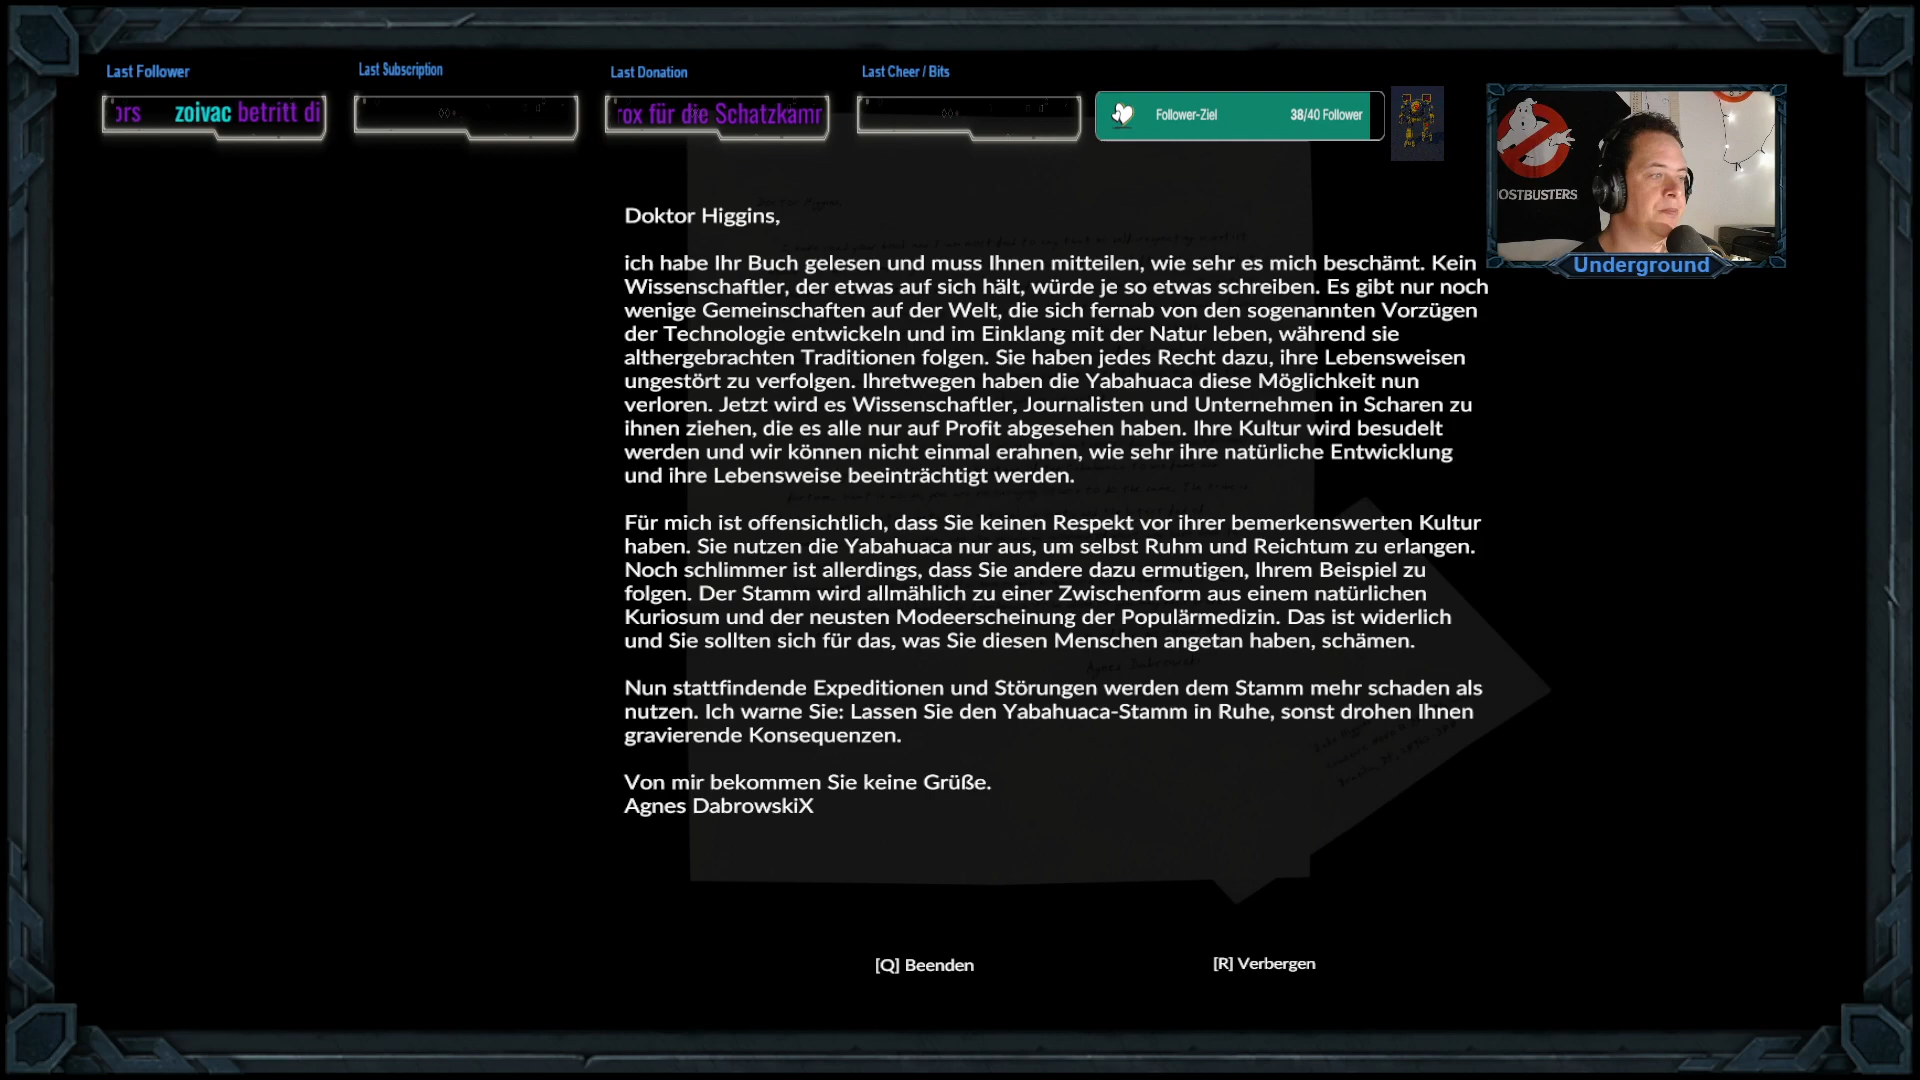 Last Follower
Last Subscription
Last Donation
Last Cheer / Bits
ors zoivac betritt di
rox für die Schatzkamr
Follower-Ziel
38/40 Follower
OSTBUSTERS
Underground
Doktor Higgins,
ich habe Ihr Buch gelesen und muss Ihnen mitteilen, wie sehr es mich beschämt. Kein
Wissenschaftler, der etwas auf sich hält, würde je so etwas schreiben. Es gibt nur noch
wenige Gemeinschaften auf der Welt, die sich fernab von den sogenannten Vorzügen
der Technologie entwickeln und im Einklang mit der Natur leben, während sie
althergebrachten Traditionen folgen. Sie haben jedes Recht dazu, ihre Lebensweisen
ungestört zu verfolgen. Ihretwegen haben die Yabahuaca diese Möglichkeit nun
verloren. Jetzt wird es Wissenschaftler, Journalisten und Unternehmen in Scharen zu
ihnen ziehen, die es alle nur auf Profit abgesehen haben. Ihre Kultur wird besudelt
werden und wir können nicht einmal erahnen, wie sehr ihre natürliche Entwicklung
und ihre Lebensweise beeinträchtigt werden.
Für mich ist offensichtlich, dass Sie keinen Respekt vor ihrer bemerkenswerten Kultur
haben. Sie nutzen die Yabahuaca nur aus, um selbst Ruhm und Reichtum zu erlangen.
Noch schlimmer ist allerdings, dass Sie andere dazu ermutigen, Ihrem Beispiel zu
folgen. Der Stamm wird allmählich zu einer Zwischenform aus einem natürlichen
Kuriosum und der neusten Modeerscheinung der Populärmedizin. Das ist widerlich
und Sie sollten sich für das, was Sie diesen Menschen angetan haben, schämen.
Nun stattfindende Expeditionen und Störungen werden dem Stamm mehr schaden als
nutzen. Ich warne Sie: Lassen Sie den Yabahuaca-Stamm in Ruhe, sonst drohen Ihnen
gravierende Konsequenzen.
Von mir bekommen Sie keine Grüße.
Agnes DabrowskiX
[Q] Beenden
[R] Verbergen